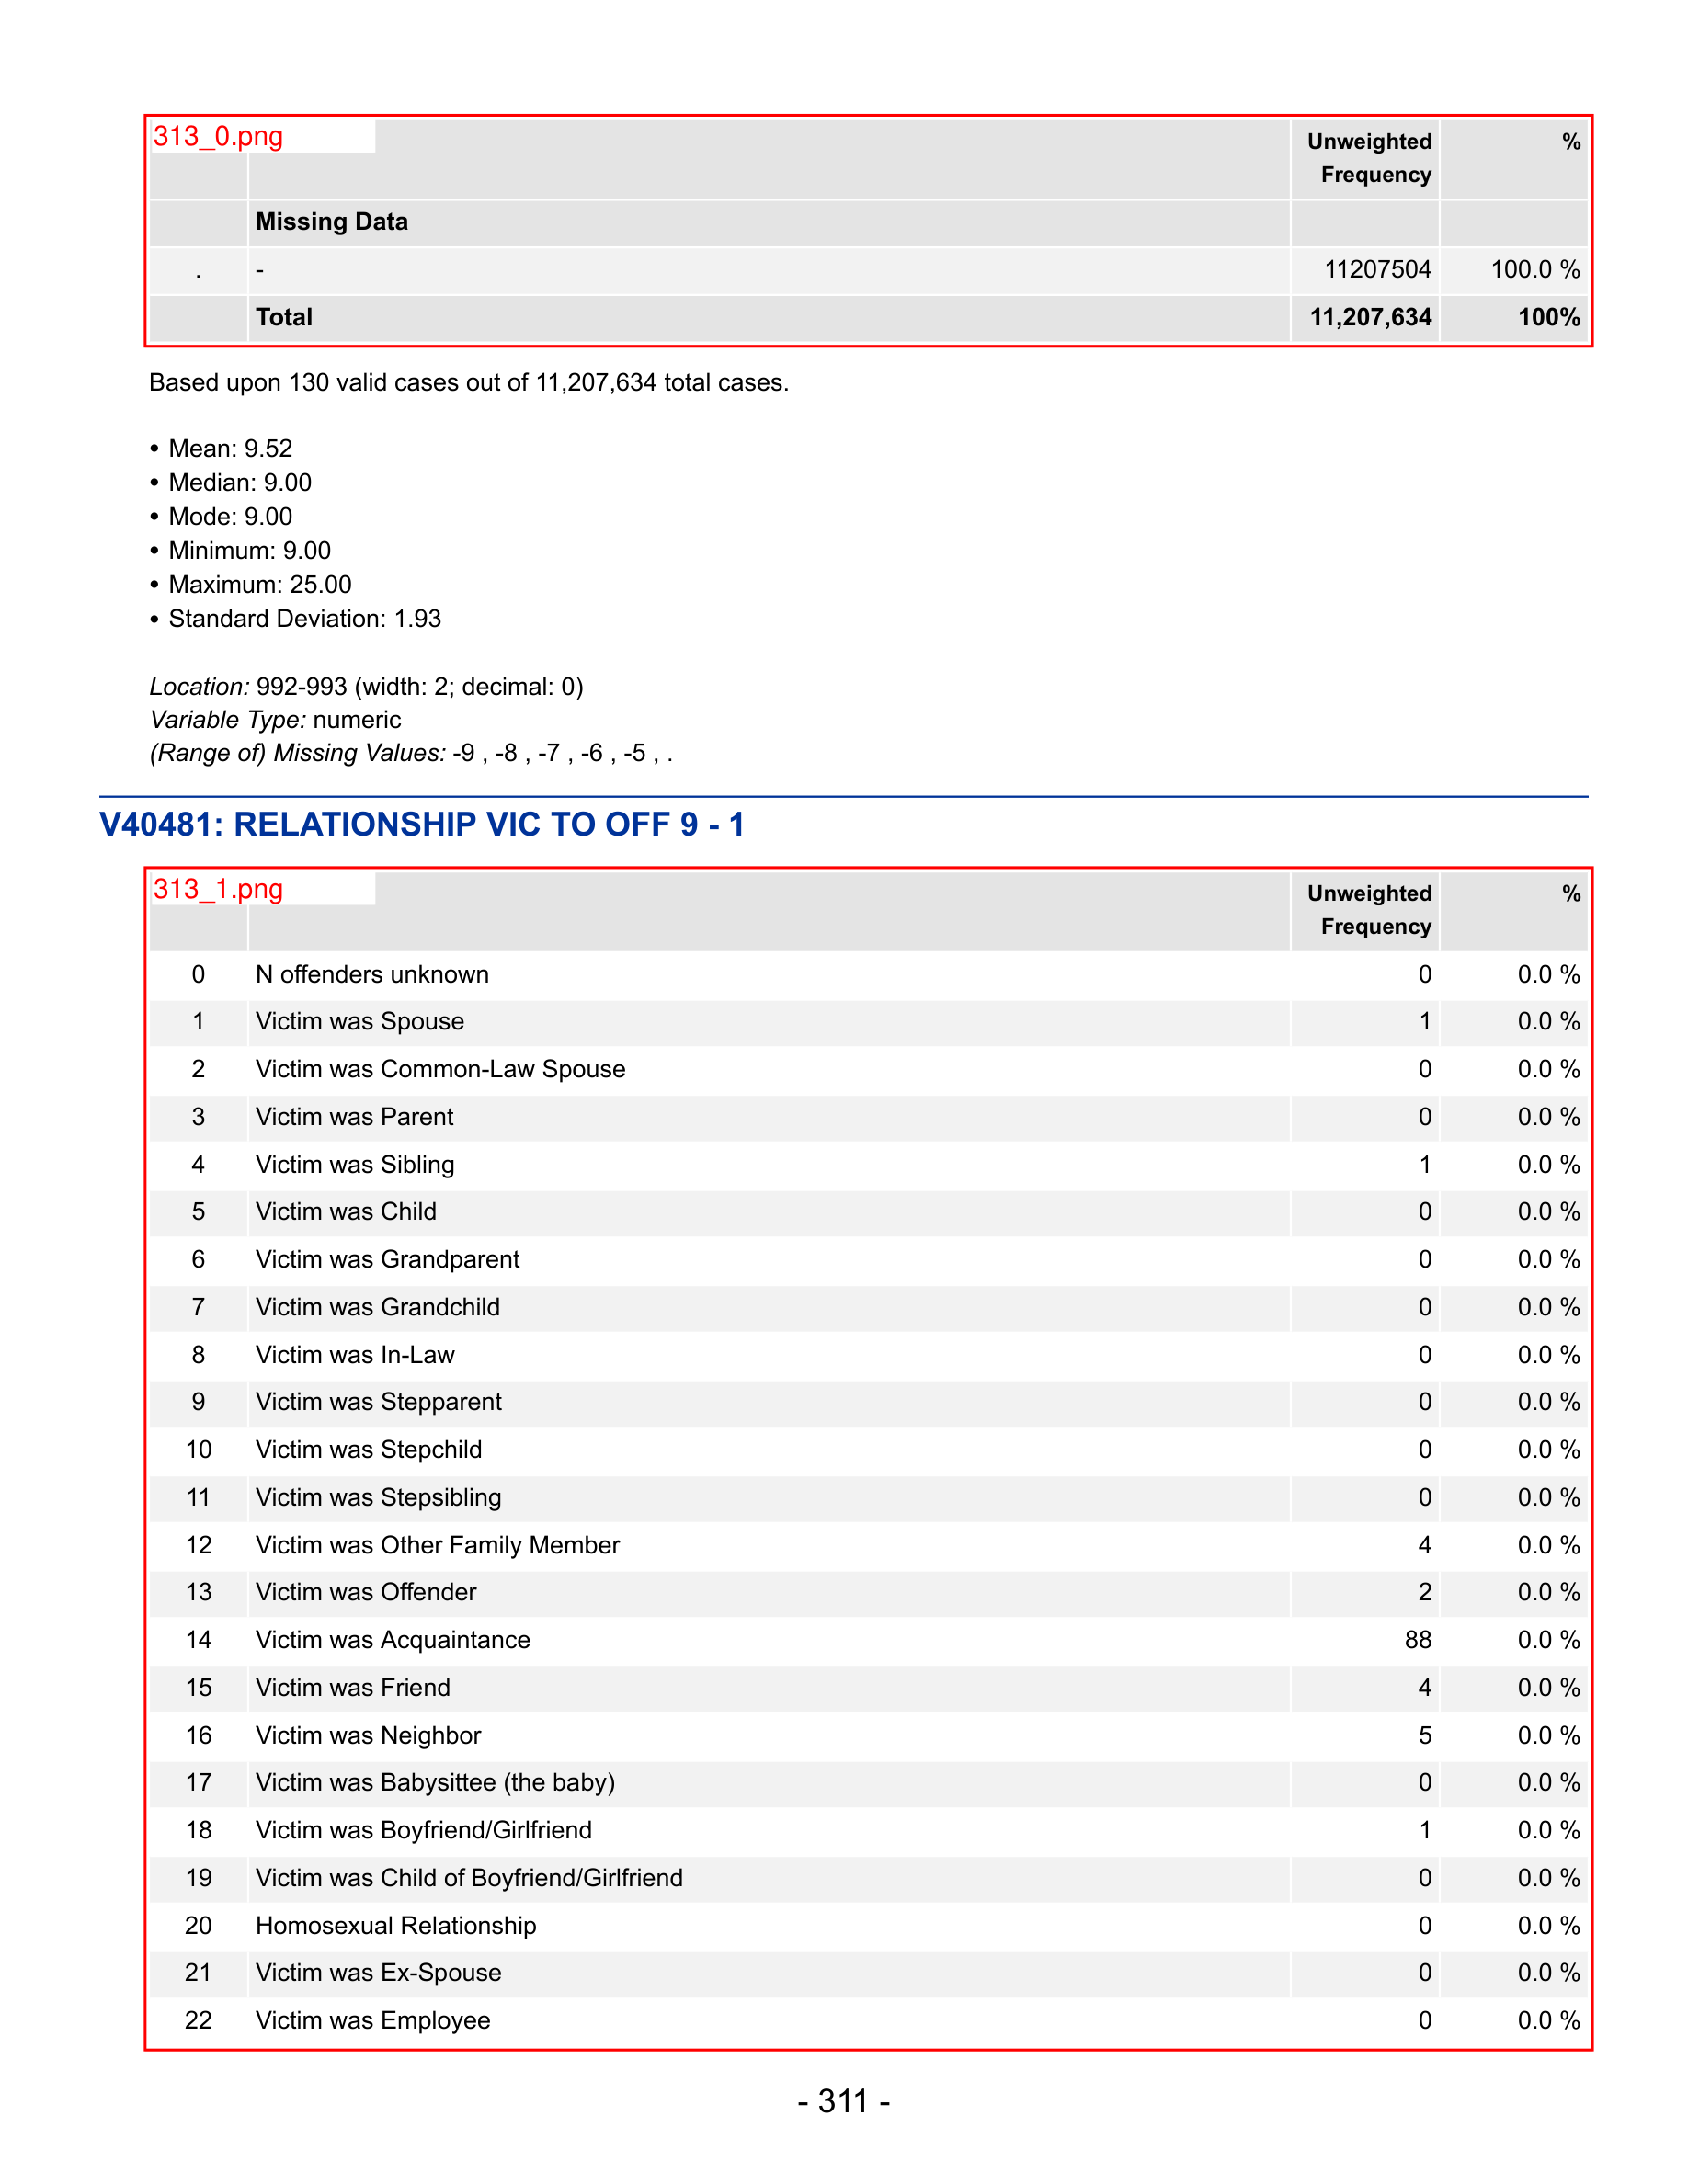 313_0.png
Unweighted Frequency %
Missing Data
. - 11207504 100.0 %
Total 11,207,634 100%
Based upon 130 valid cases out of 11,207,634 total cases.
• Mean: 9.52
• Median: 9.00
• Mode: 9.00
• Minimum: 9.00
• Maximum: 25.00
• Standard Deviation: 1.93
Location: 992-993 (width: 2; decimal: 0)
Variable Type: numeric
(Range of) Missing Values: -9 , -8 , -7 , -6 , -5 , .
V40481: RELATIONSHIP VIC TO OFF 9 - 1
313_1.png
Unweighted Frequency %
0 N offenders unknown 0 0.0 %
1 Victim was Spouse 1 0.0 %
2 Victim was Common-Law Spouse 0 0.0 %
3 Victim was Parent 0 0.0 %
4 Victim was Sibling 1 0.0 %
5 Victim was Child 0 0.0 %
6 Victim was Grandparent 0 0.0 %
7 Victim was Grandchild 0 0.0 %
8 Victim was In-Law 0 0.0 %
9 Victim was Stepparent 0 0.0 %
10 Victim was Stepchild 0 0.0 %
11 Victim was Stepsibling 0 0.0 %
12 Victim was Other Family Member 4 0.0 %
13 Victim was Offender 2 0.0 %
14 Victim was Acquaintance 88 0.0 %
15 Victim was Friend 4 0.0 %
16 Victim was Neighbor 5 0.0 %
17 Victim was Babysittee (the baby) 0 0.0 %
18 Victim was Boyfriend/Girlfriend 1 0.0 %
19 Victim was Child of Boyfriend/Girlfriend 0 0.0 %
20 Homosexual Relationship 0 0.0 %
21 Victim was Ex-Spouse 0 0.0 %
22 Victim was Employee 0 0.0 %
- 311 -